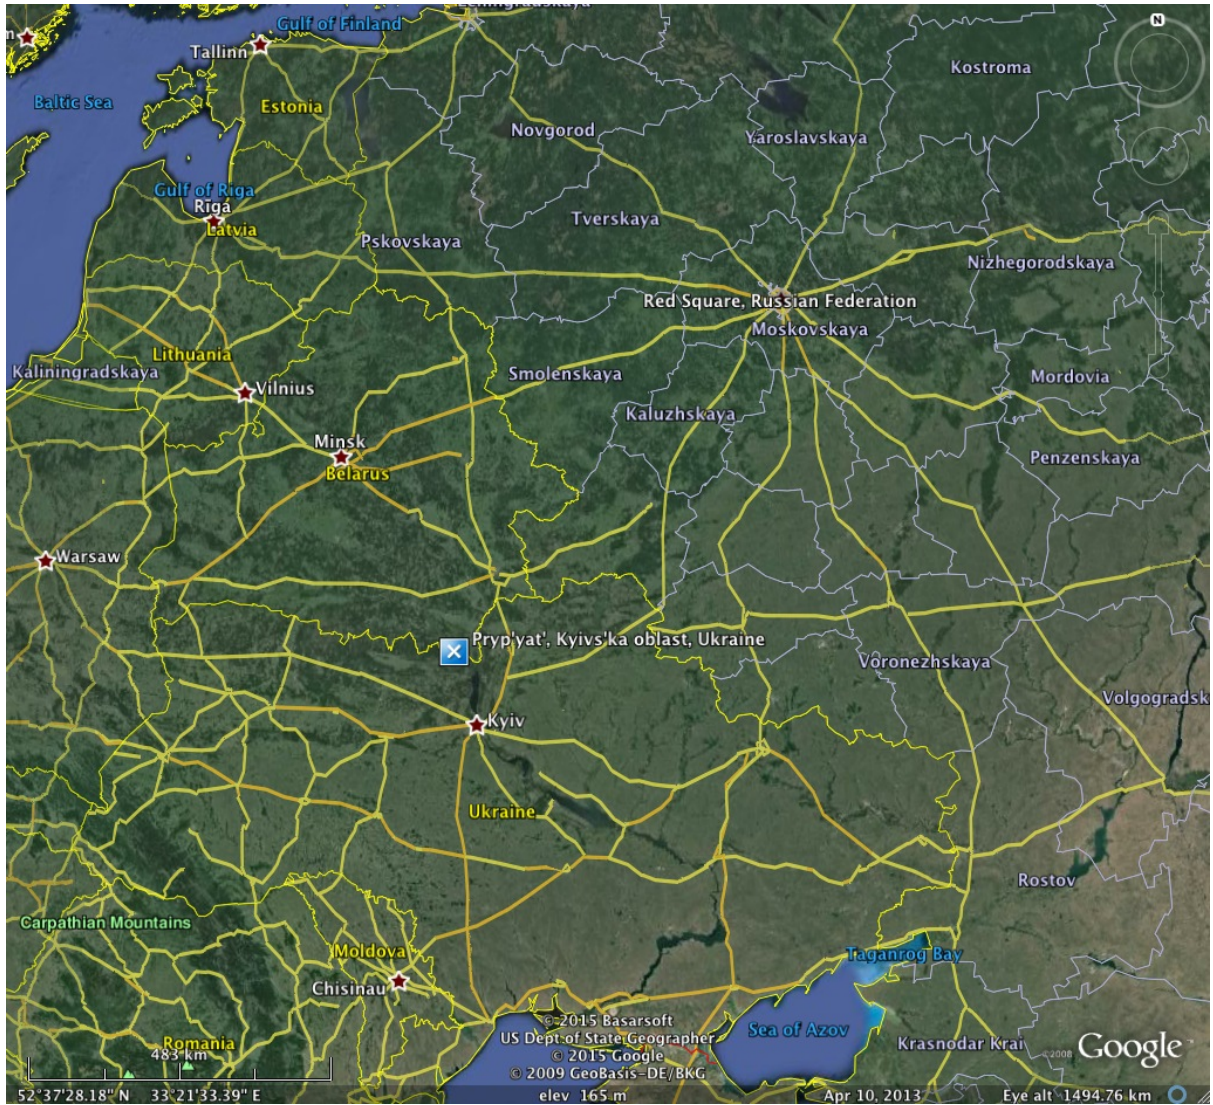 Leningradskaya
Gulf of Finland
Tallinn
Kostroma
Baltic Sea
Estonia
Novgorod
Yaroslavskaya
Gulf of Riga
Riga
Latvia
Tverskaya
Pskovskaya
Nizhegorodskaya
Red Square, Russian Federation
Moskovskaya
Lithuania
Kaliningradskaya
Smolenskaya
Mordovia
Vilnius
Kaluzhskaya
Minsk
Belarus
Penzenskaya
Warsaw
Pryp'yat', Kyivs'ka oblast, Ukraine
Voronezhskaya
Volgogradsk
Kyiv
Ukraine
Rostov
Carpathian Mountains
Moldova
Taganrog Bay
Chisinau
Sea of Azov
Krasnodar Krai
Romania
483 km
© 2015 Basarsoft
US Dept of State Geographer
© 2015 Google
© 2009 GeoBasis-DE/BKG
©2008 Google
52°37'28.18" N 33°21'33.39" E elev 165 m Apr 10, 2013 Eye alt 1494.76 km
N